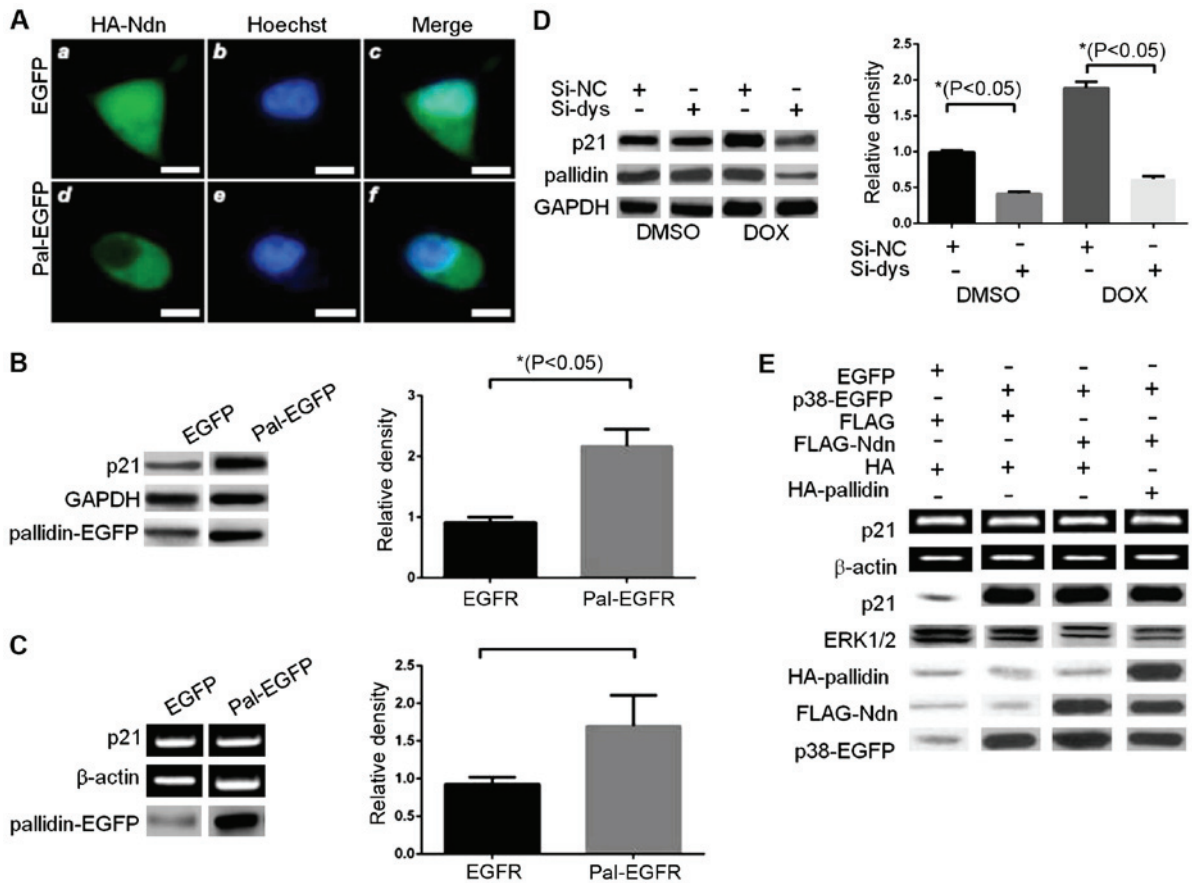 A
HA-Ndn Hoechst Merge
EGFP
a b c
Pal-EGFP
d e f
B
EGFP Pal-EGFP
p21
GAPDH
pallidin-EGFP
*(P<0.05)
Relative density
3
2
1
0
EGFR Pal-EGFR
C
EGFP Pal-EGFP
p21
β-actin
pallidin-EGFP
Relative density
2.5
2.0
1.5
1.0
0.5
0.0
EGFR Pal-EGFR
D
Si-NC + - + -
Si-dys - + - +
p21
pallidin
GAPDH
DMSO DOX
Relative density
2.5
2.0
1.5
1.0
0.5
0.0
*(P<0.05)
*(P<0.05)
Si-NC + - + -
Si-dys - + - +
DMSO DOX
E
EGFP + - - -
p38-EGFP - + + +
FLAG + + - -
FLAG-Ndn - - + +
HA + + + -
HA-pallidin - - - +
p21
β-actin
p21
ERK1/2
HA-pallidin
FLAG-Ndn
p38-EGFP